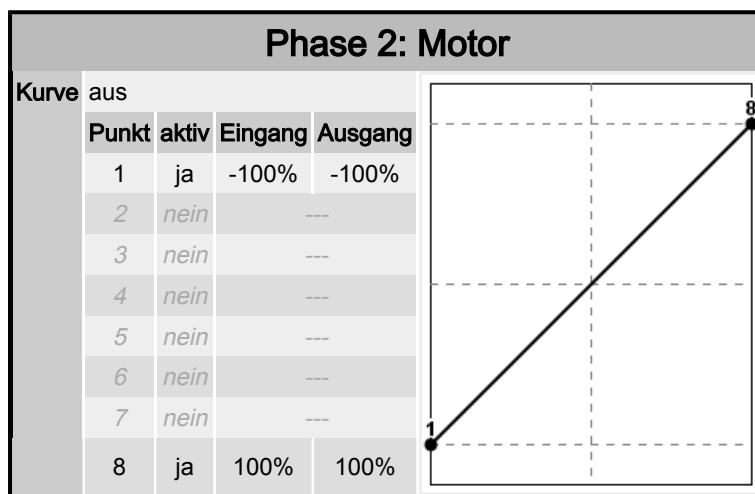 Phase 2: Motor
Kurve aus
Punkt aktiv Eingang Ausgang
1 ja -100% -100%
2 nein ---
3 nein ---
4 nein ---
5 nein ---
6 nein ---
7 nein ---
8 ja 100% 100%
8
1